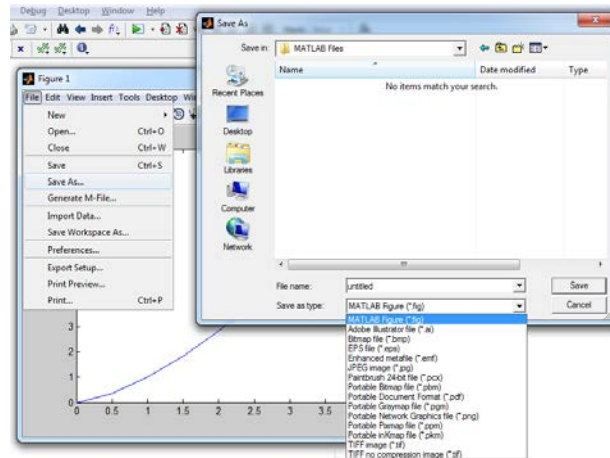 Debug Desktop Window Help
Save As
Save in: MATLAB Files
Name Date modified Type
No items match your search.
Recent Places
Desktop
Libraries
Computer
Network
File name: untitled Save
Save as type: MATLAB Figure (*.fig) Cancel
MATLAB Figure (*.fig)
Adobe Illustrator file (*.ai)
Bitmap file (*.bmp)
EPS file (*.eps)
Enhanced metafile (*.emf)
JPEG image (*.jpg)
Paintbrush 24-bit file (*.pcx)
Portable Bitmap file (*.pbm)
Portable Document Format (*.pdf)
Portable Graymap file (*.pgm)
Portable Network Graphics file (*.png)
Portable Pixmap file (*.ppm)
Portable inKmap file (*.pkm)
TIFF image (*.tif)
TIFF no compression image (*.tif)
Figure 1
File Edit View Insert Tools Desktop
New
Open... Ctrl+O
Close Ctrl+W
Save Ctrl+S
Save As...
Generate M-File...
Import Data...
Save Workspace As...
Preferences...
Export Setup...
Print Preview...
Print... Ctrl+P
3
2
1
0
0 0.5 1 1.5 2 2.5 3 3.5